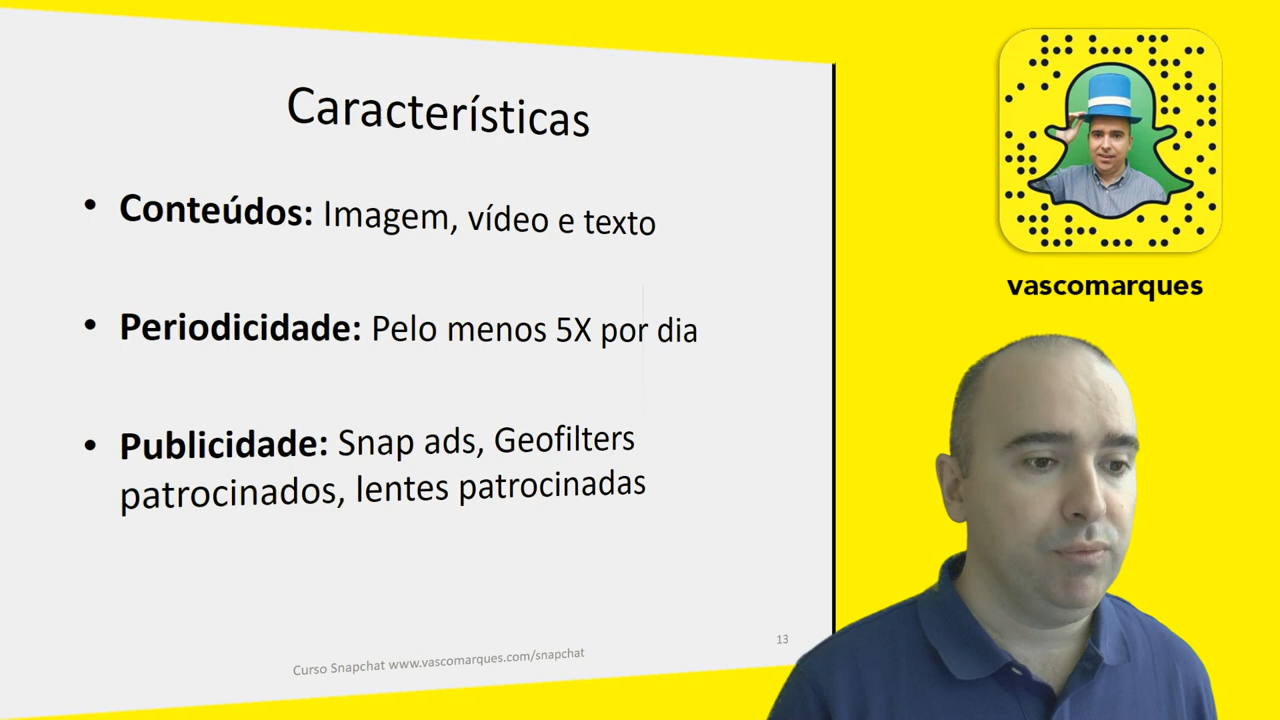 Características
• Conteúdos: Imagem, vídeo e texto
• Periodicidade: Pelo menos 5X por dia
• Publicidade: Snap ads, Geofilters
patrocinados, lentes patrocinadas
Curso Snapchat www.vascomarques.com/snapchat
13
vascomarques